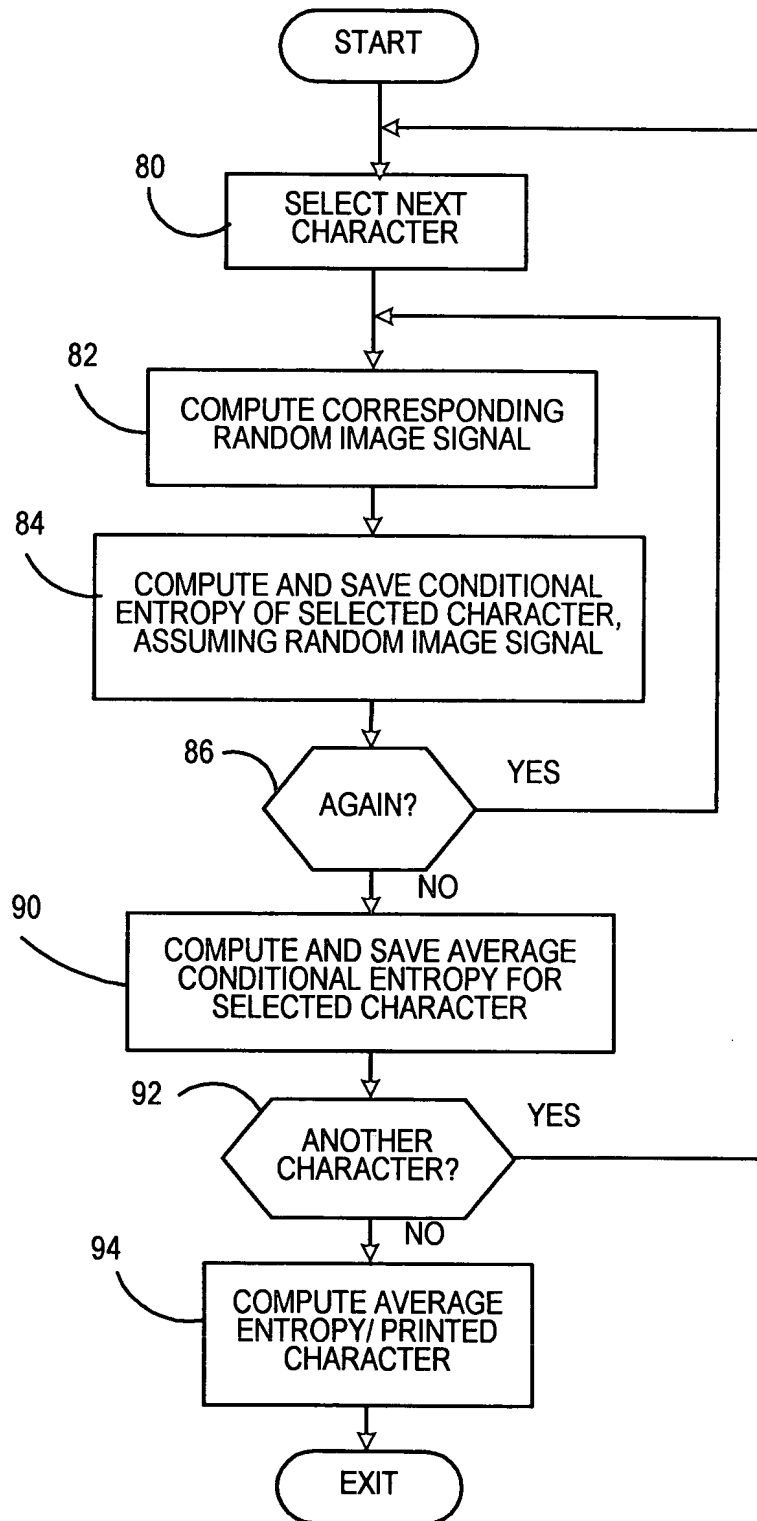 START
80
SELECT NEXT
CHARACTER
82
COMPUTE CORRESPONDING
RANDOM IMAGE SIGNAL
84
COMPUTE AND SAVE CONDITIONAL
ENTROPY OF SELECTED CHARACTER,
ASSUMING RANDOM IMAGE SIGNAL
86
YES
AGAIN?
NO
90
COMPUTE AND SAVE AVERAGE
CONDITIONAL ENTROPY FOR
SELECTED CHARACTER
92
YES
ANOTHER
CHARACTER?
NO
94
COMPUTE AVERAGE
ENTROPY/ PRINTED
CHARACTER
EXIT